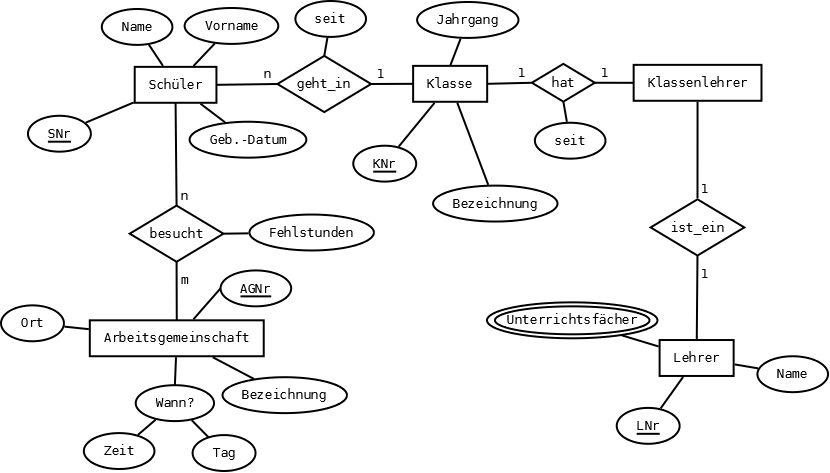 Name
Vorname
seit
Jahrgang
Schüler
n
geht_in
1
Klasse
1
hat
1
Klassenlehrer
SNr
Geb.-Datum
KNr
seit
Bezeichnung
n
1
besucht
Fehlstunden
ist_ein
m
1
AGNr
Ort
Arbeitsgemeinschaft
Unterrichtsfächer
Lehrer
Name
Wann?
Bezeichnung
LNr
Zeit
Tag